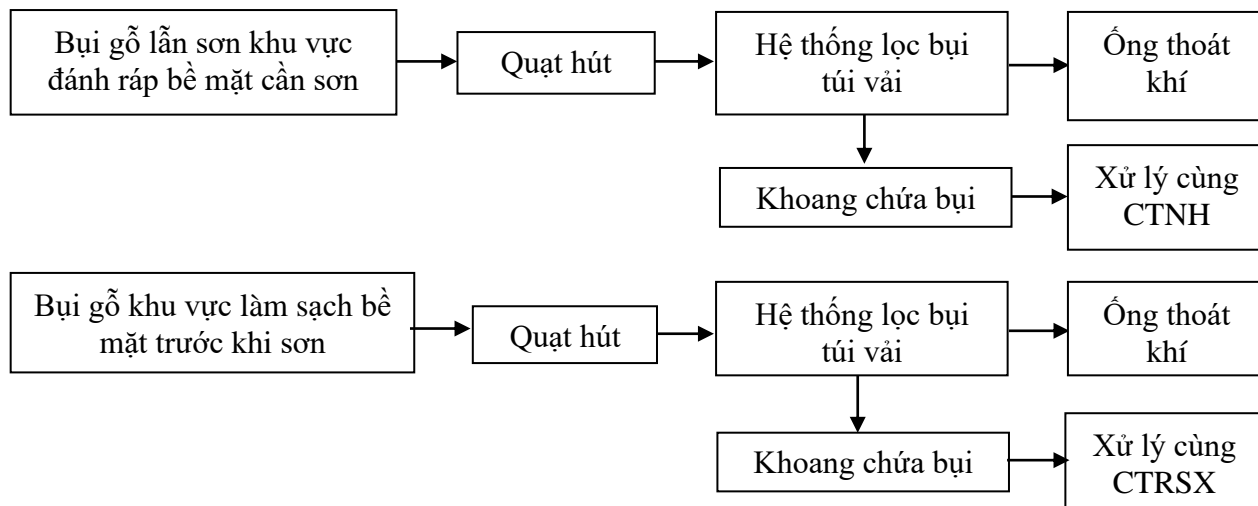 Bụi gỗ lẫn sơn khu vực
đánh ráp bề mặt cần sơn
Quạt hút
Hệ thống lọc bụi
túi vải
Ống thoát
khí
Khoang chứa bụi
Xử lý cùng
CTNH
Bụi gỗ khu vực làm sạch bề
mặt trước khi sơn
Quạt hút
Hệ thống lọc bụi
túi vải
Ống thoát
khí
Khoang chứa bụi
Xử lý cùng
CTRSX